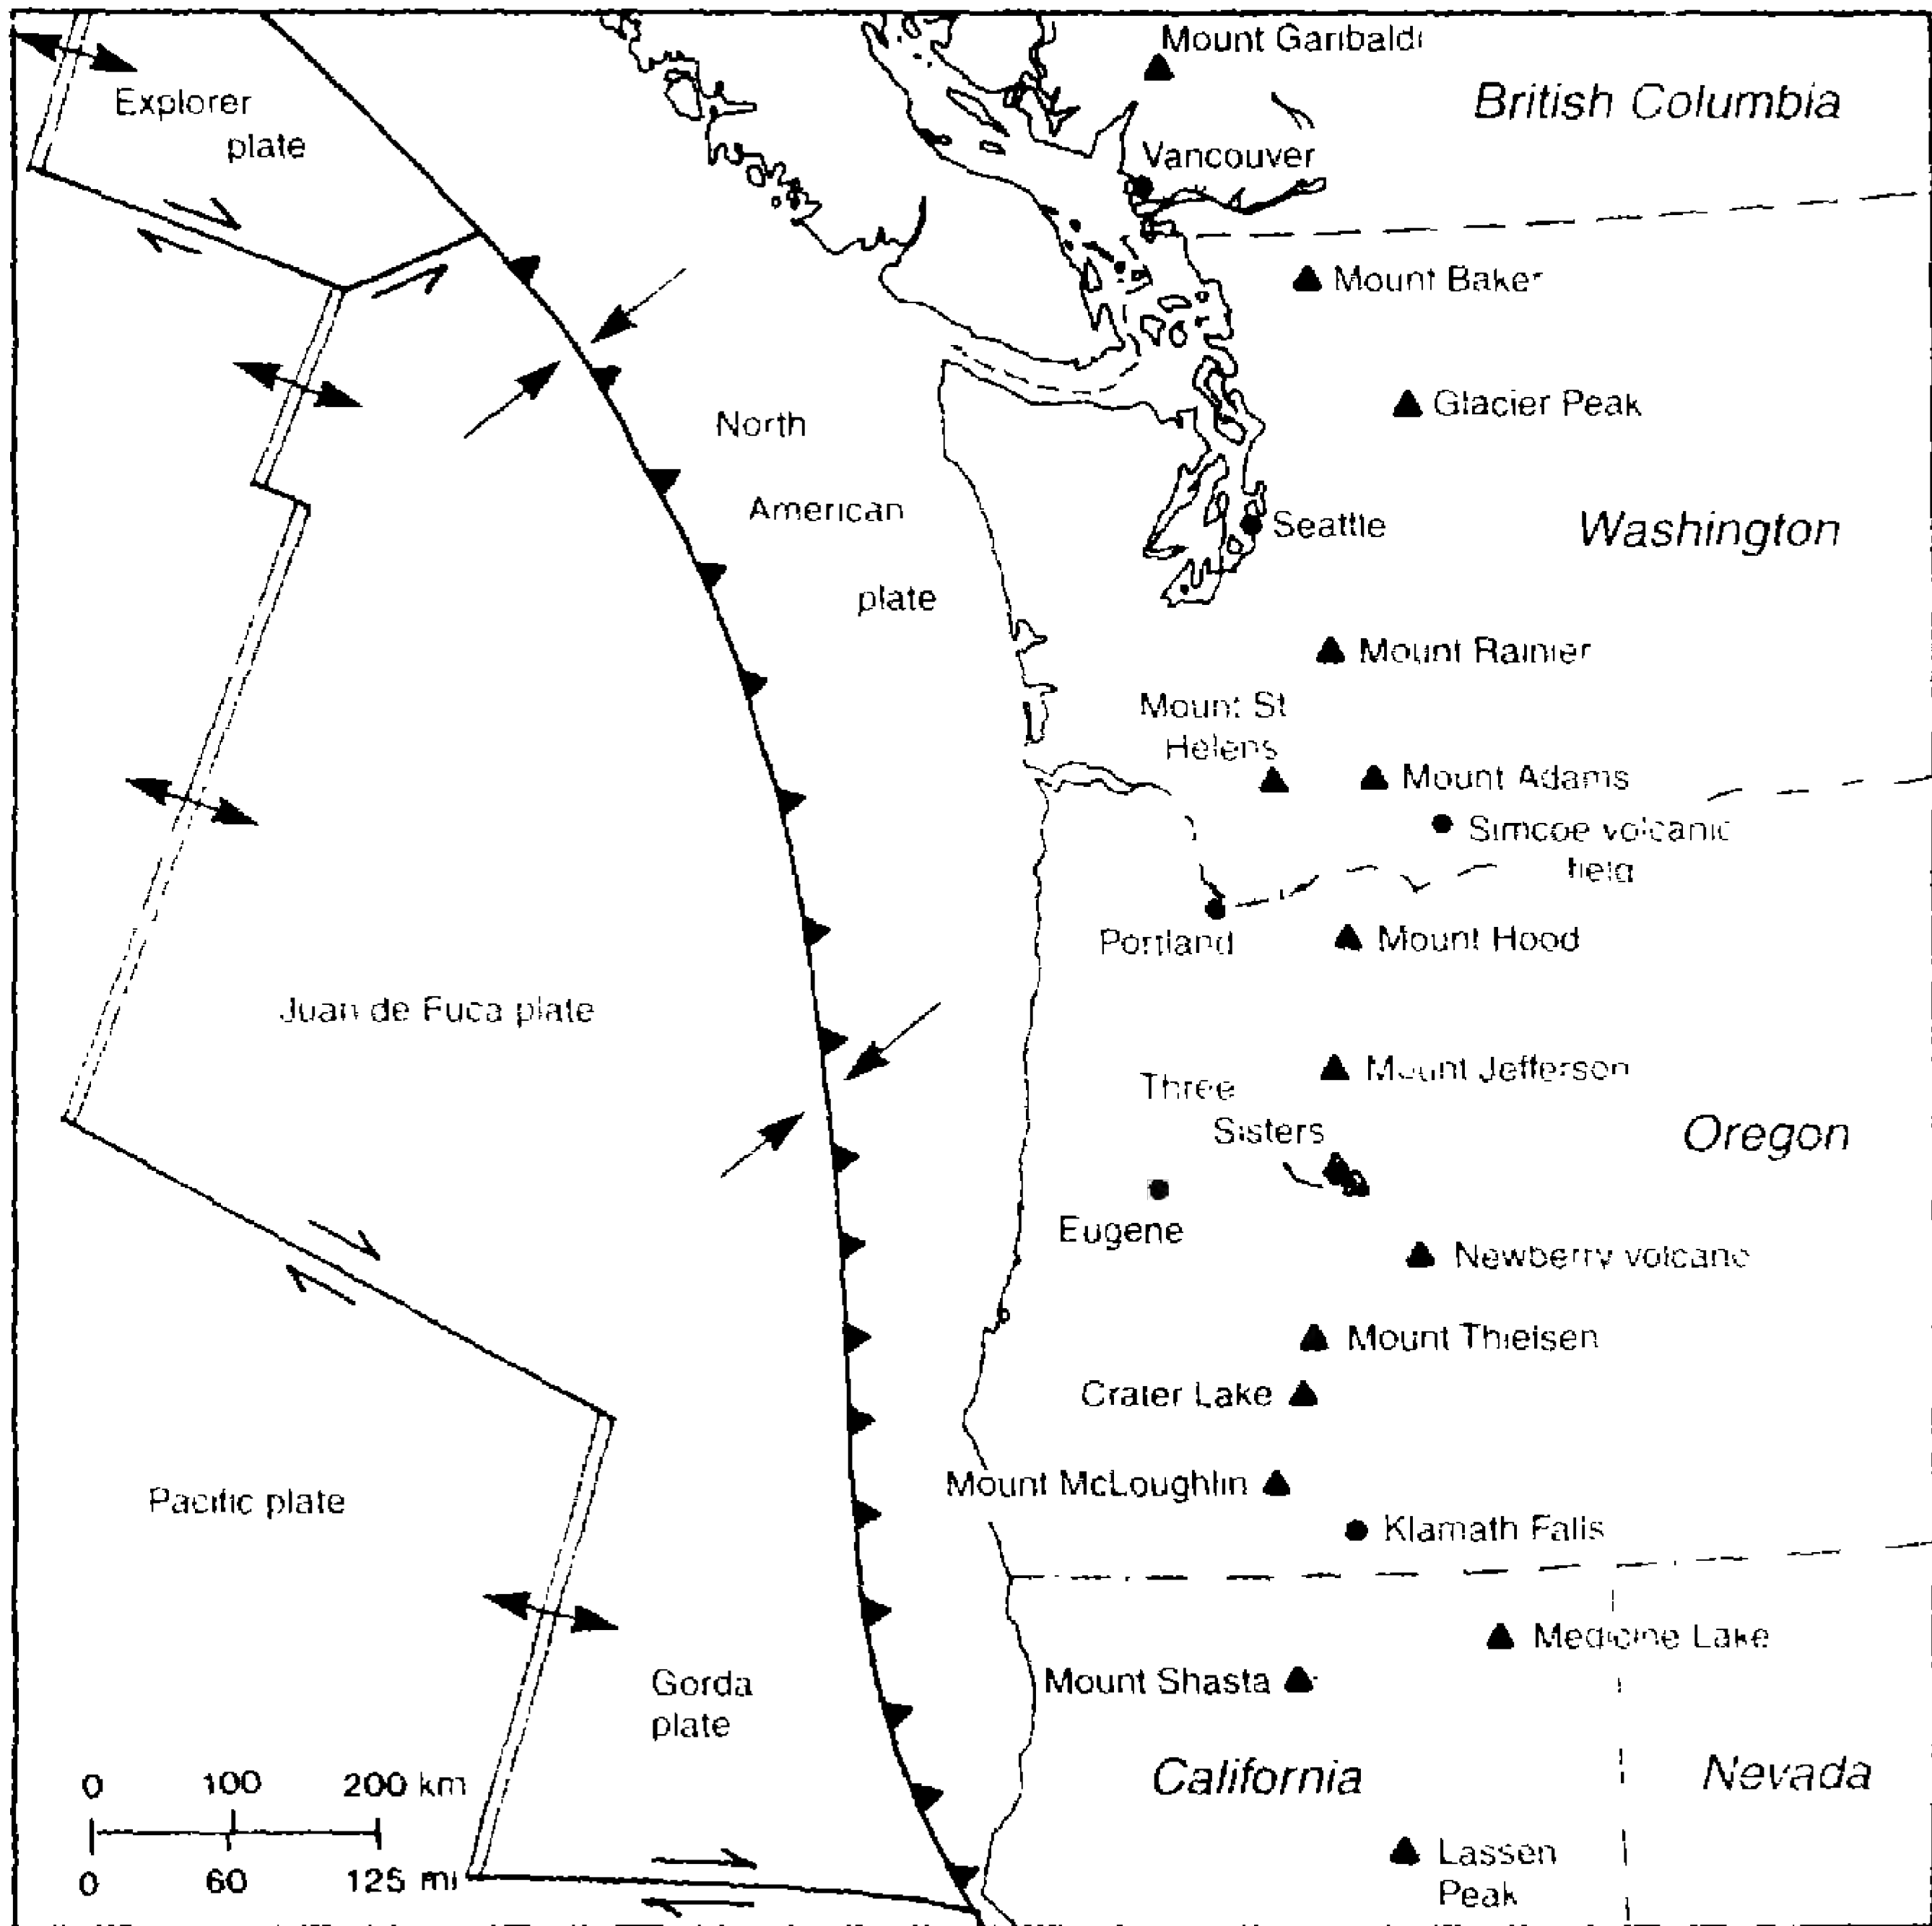 Mount Garibaldi
British Columbia
Explorer
plate
Vancouver
Mount Baker
Glacier Peak
North
American
plate
Seattle
Washington
Mount Rainier
Mount St
Helens
Mount Adams
Simcoe volcanic
field
Portland
Mount Hood
Juan de Fuca plate
Mount Jefferson
Three
Sisters
Oregon
Eugene
Newberry volcano
Mount Thielsen
Crater Lake
Mount McLoughlin
Pacific plate
Klamath Falls
Medicine Lake
Mount Shasta
Gorda
plate
California
Nevada
0 100 200 km
0 60 125 mi
Lassen
Peak